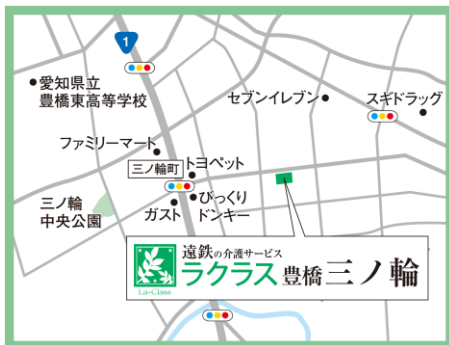 1
愛知県立
豊橋東高等学校
セブンイレブン
スギドラッグ
ファミリーマート
三ノ輪町
トヨペット
三ノ輪
中央公園
ガスト
びっくり
ドンキー
遠鉄の介護サービス
ラクラス豊橋三ノ輪
La-Class